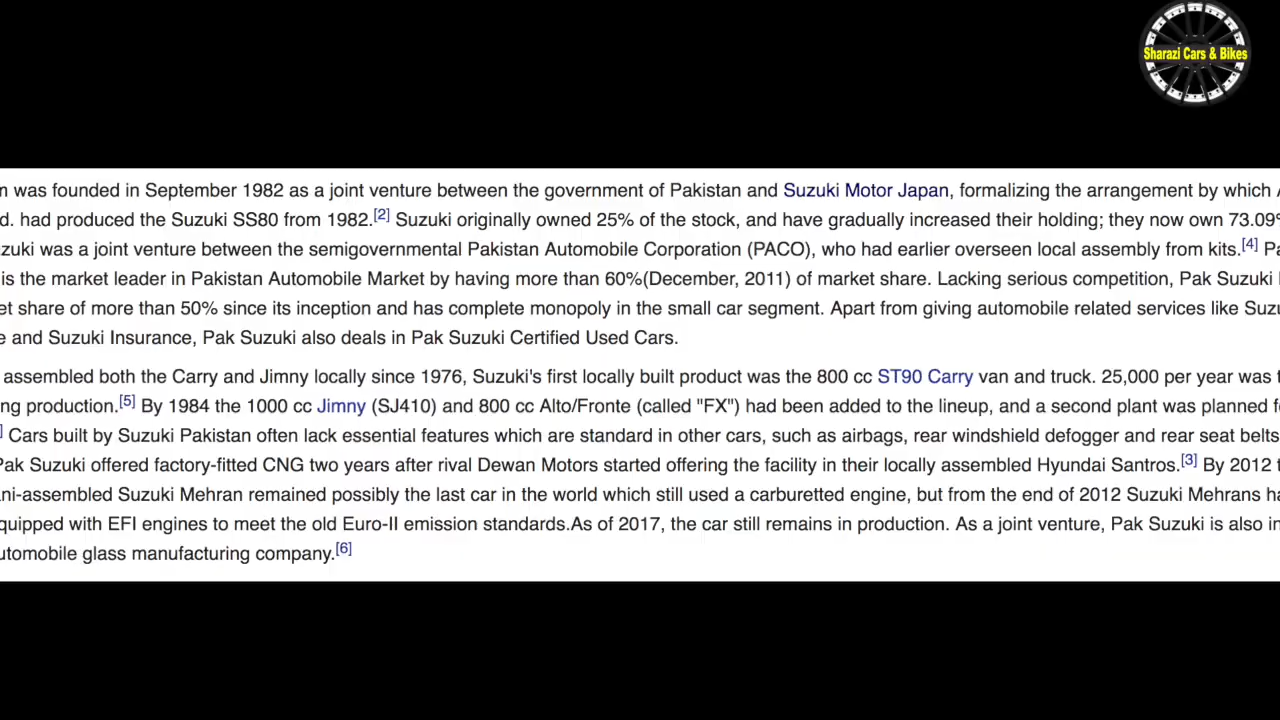 Sharazi Cars & Bikes
was founded in September 1982 as a joint venture between the government of Pakistan and Suzuki Motor Japan, formalizing the arrangement by which
d. had produced the Suzuki SS80 from 1982.[2] Suzuki originally owned 25% of the stock, and have gradually increased their holding; they now own 73.09%
zuki was a joint venture between the semigovernmental Pakistan Automobile Corporation (PACO), who had earlier overseen local assembly from kits.[4] Pa
is the market leader in Pakistan Automobile Market by having more than 60%(December, 2011) of market share. Lacking serious competition, Pak Suzuki
et share of more than 50% since its inception and has complete monopoly in the small car segment. Apart from giving automobile related services like Suzu
e and Suzuki Insurance, Pak Suzuki also deals in Pak Suzuki Certified Used Cars.
assembled both the Carry and Jimny locally since 1976, Suzuki's first locally built product was the 800 cc ST90 Carry van and truck. 25,000 per year was t
ng production.[5] By 1984 the 1000 cc Jimny (SJ410) and 800 cc Alto/Fronte (called "FX") had been added to the lineup, and a second plant was planned f
] Cars built by Suzuki Pakistan often lack essential features which are standard in other cars, such as airbags, rear windshield defogger and rear seat belts
Pak Suzuki offered factory-fitted CNG two years after rival Dewan Motors started offering the facility in their locally assembled Hyundai Santros.[3] By 2012 t
ni-assembled Suzuki Mehran remained possibly the last car in the world which still used a carburetted engine, but from the end of 2012 Suzuki Mehrans ha
quipped with EFI engines to meet the old Euro-II emission standards.As of 2017, the car still remains in production. As a joint venture, Pak Suzuki is also in
utomobile glass manufacturing company.[6]